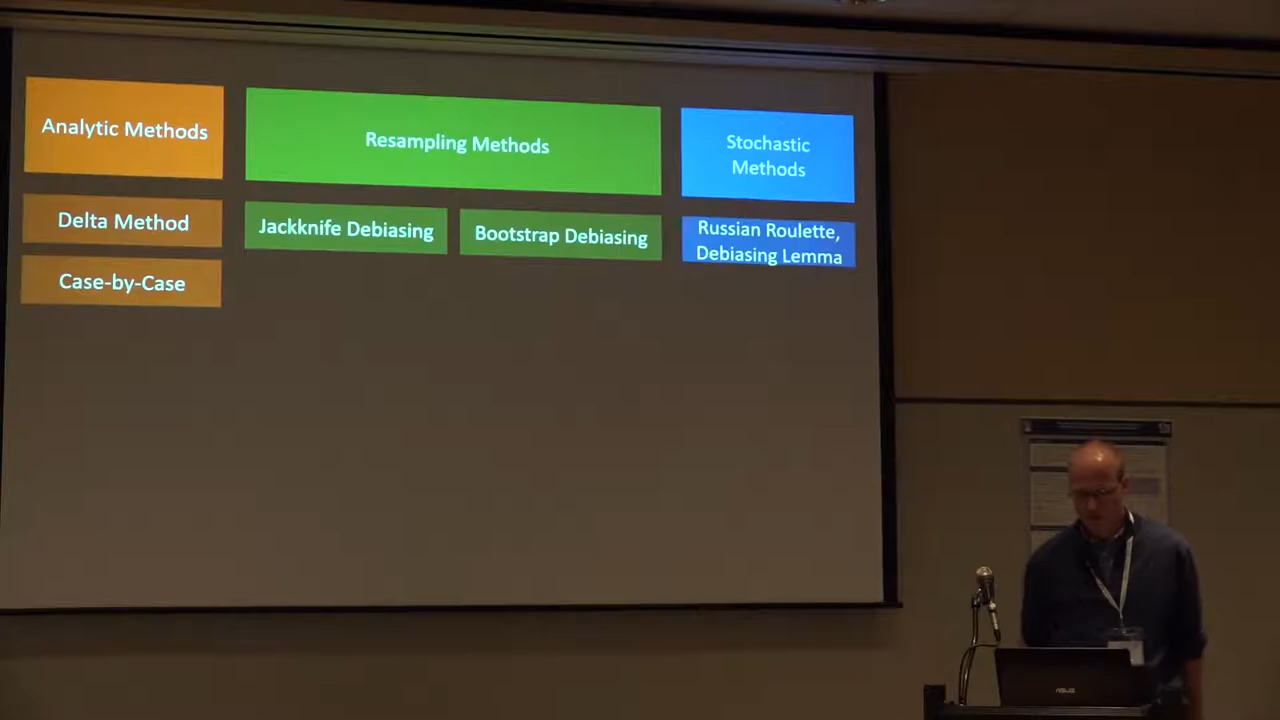 Analytic Methods
Resampling Methods
Stochastic
Methods
Delta Method
Jackknife Debiasing
Bootstrap Debiasing
Russian Roulette,
Debiasing Lemma
Case-by-Case
ASUS